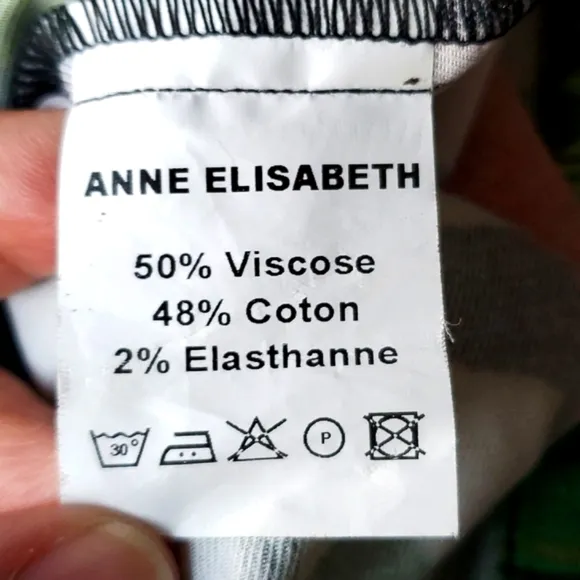 ANNE ELISABETH
50% Viscose
48% Coton
2% Elasthanne
30° P